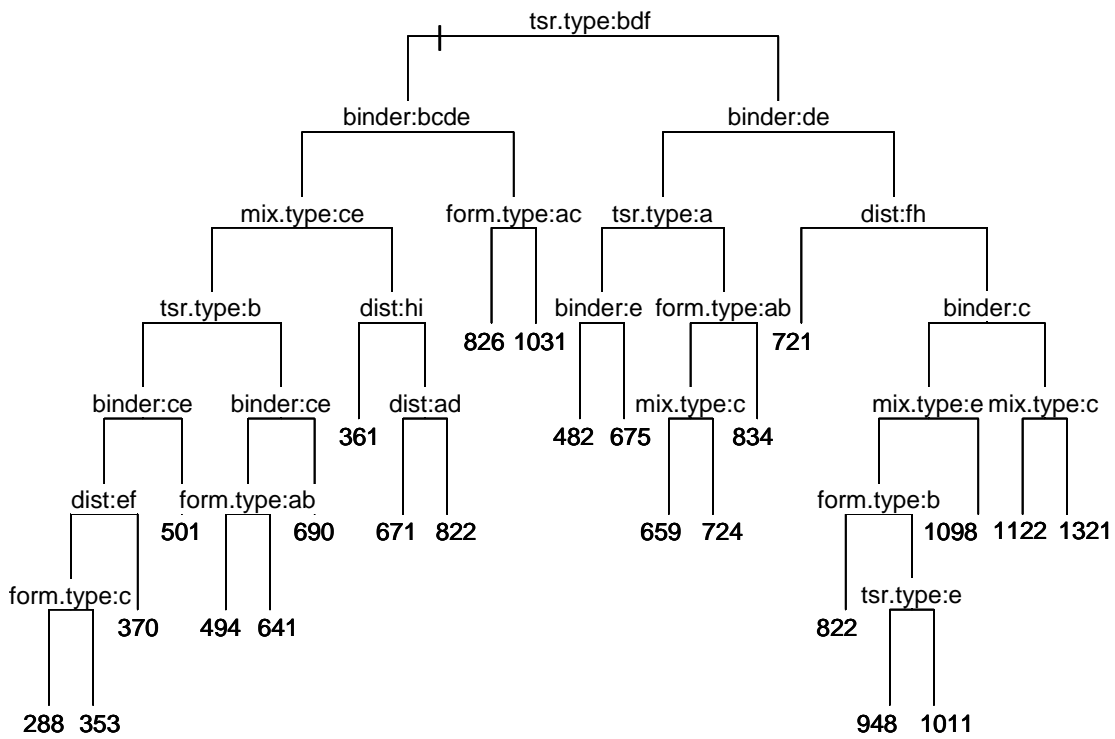 tsr.type:bdf
binder:bcde binder:de
mix.type:ce form.type:ac tsr.type:a dist:fh
tsr.type:b dist:hi binder:e form.type:ab binder:c
826 1031 721
binder:ce binder:ce dist:ad mix.type:c mix.type:e mix.type:c
361 482 675 834
dist:ef form.type:ab form.type:b
501 690 671 822 659 724 1098 1122 1321
form.type:c tsr.type:e
370 494 641 822
288 353 948 1011